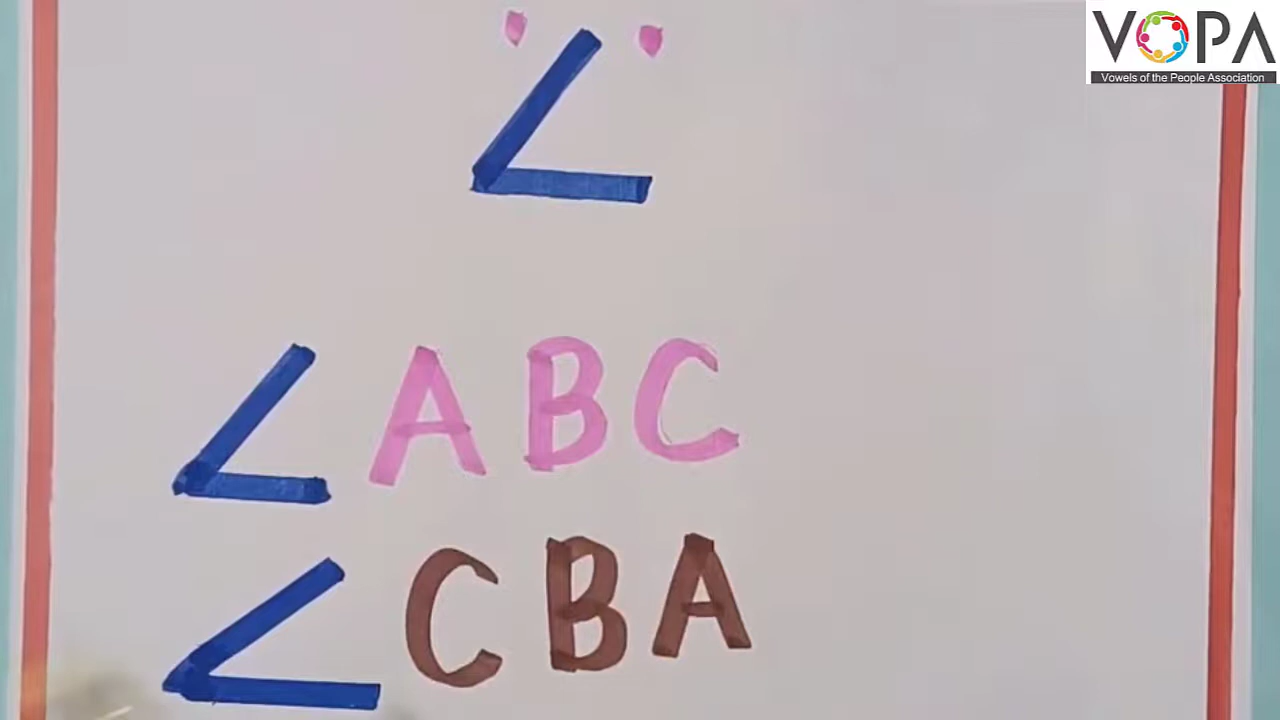 VOPA
Vowels of the People Association
∠
∠ABC
∠CBA